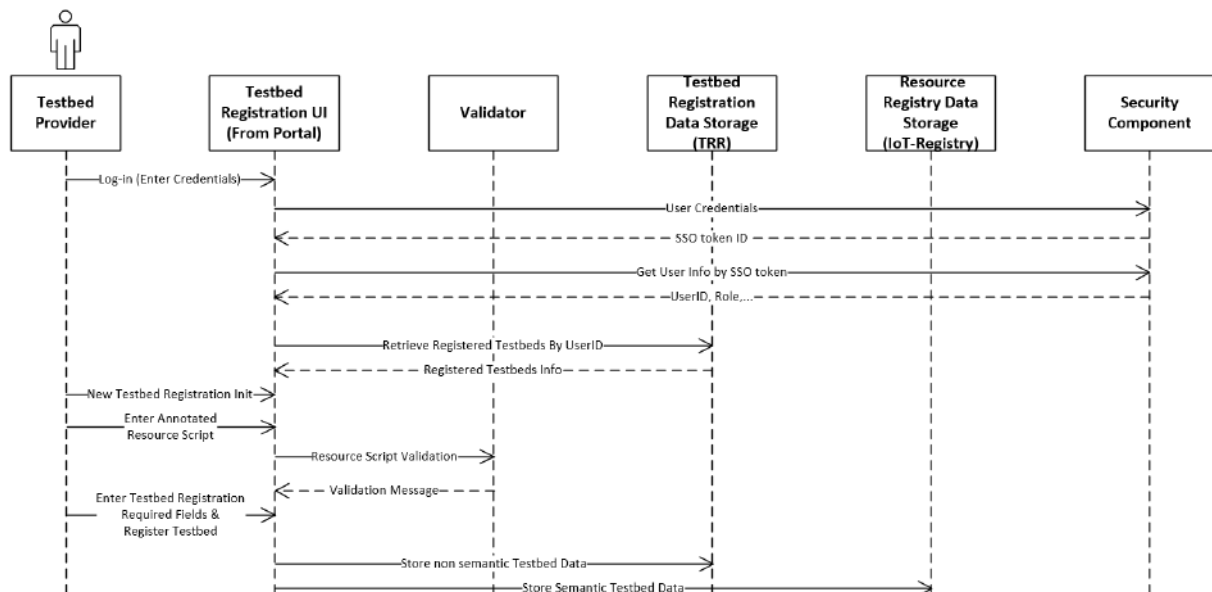 Testbed
Provider
Testbed
Registration UI
(From Portal)
Validator
Testbed
Registration
Data Storage
(TRR)
Resource
Registry Data
Storage
(IoT-Registry)
Security
Component
Log-in (Enter Credentials)
User Credentials
SSO token ID
Get User Info by SSO token
UserID, Role,...
Retrieve Registered Testbeds By UserID
Registered Testbeds Info
New Testbed Registration Init
Enter Annotated
Resource Script
Resource Script Validation
Validation Message
Enter Testbed Registration
Required Fields &
Register Testbed
Store non semantic Testbed Data
Store Semantic Testbed Data